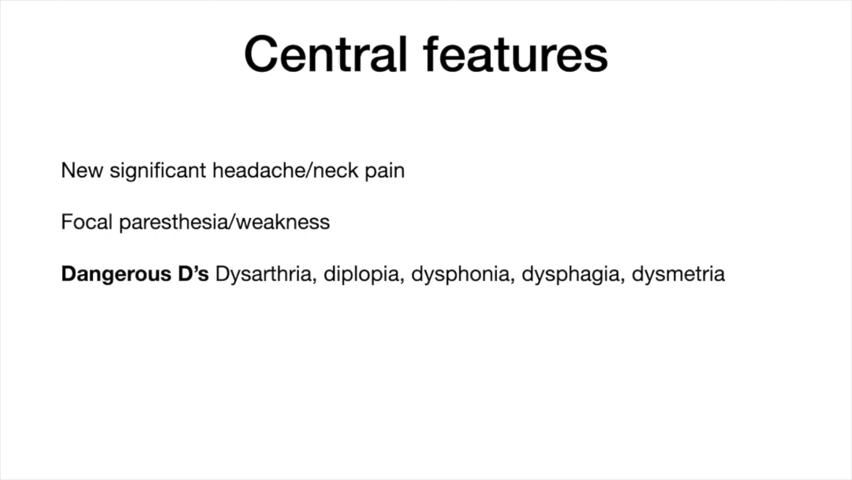 Central features
New significant headache/neck pain
Focal paresthesia/weakness
Dangerous D’s Dysarthria, diplopia, dysphonia, dysphagia, dysmetria